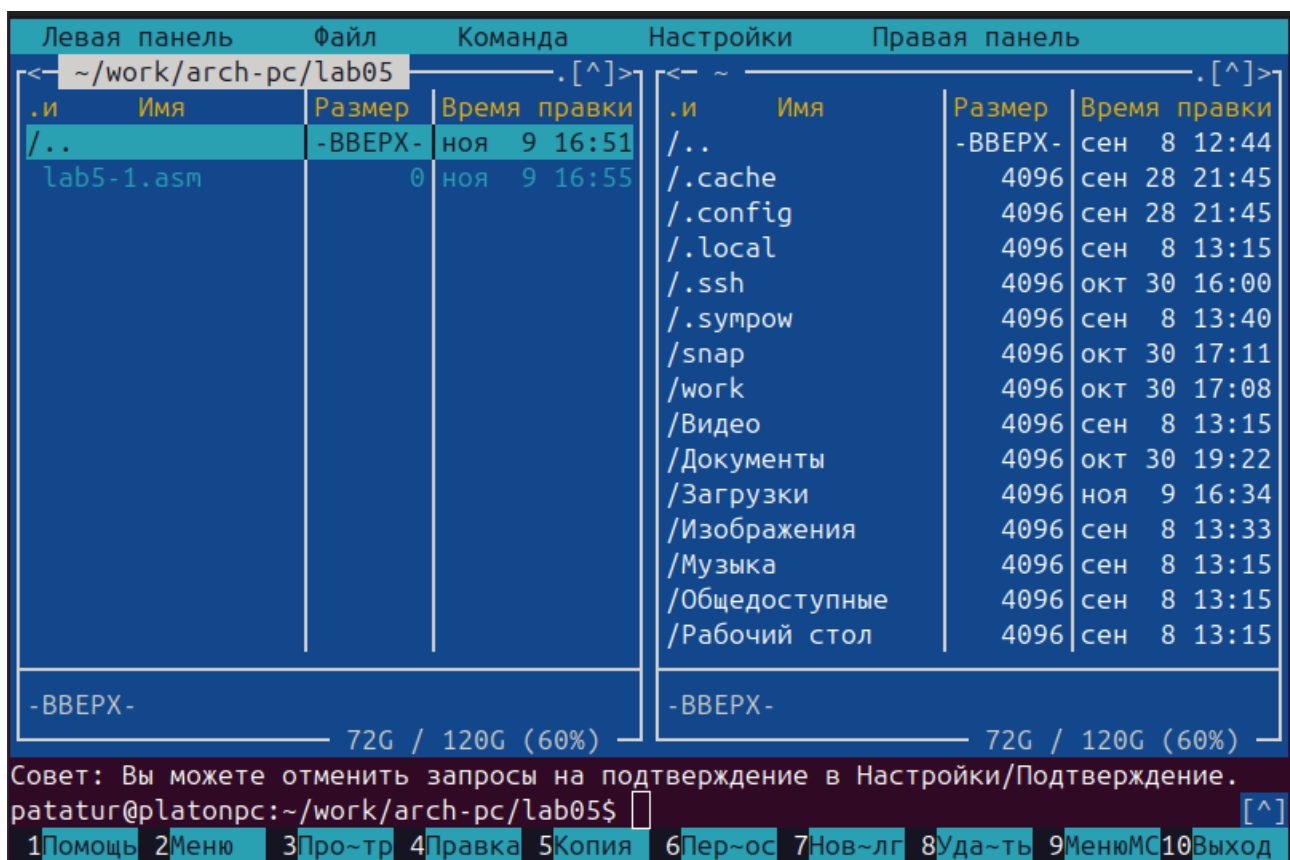 Левая панель Файл Команда Настройки Правая панель
<─ ~/work/arch-pc/lab05 ─.[^]>
.и Имя Размер Время правки
/.. -ВВЕРХ- ноя 9 16:51
lab5-1.asm 0 ноя 9 16:55
-ВВЕРХ-
72G / 120G (60%)
<─ ~ ─.[^]>
.и Имя Размер Время правки
/.. -ВВЕРХ- сен 8 12:44
/.cache 4096 сен 28 21:45
/.config 4096 сен 28 21:45
/.local 4096 сен 8 13:15
/.ssh 4096 окт 30 16:00
/.sympow 4096 сен 8 13:40
/snap 4096 окт 30 17:11
/work 4096 окт 30 17:08
/Видео 4096 сен 8 13:15
/Документы 4096 окт 30 19:22
/Загрузки 4096 ноя 9 16:34
/Изображения 4096 сен 8 13:33
/Музыка 4096 сен 8 13:15
/Общедоступные 4096 сен 8 13:15
/Рабочий стол 4096 сен 8 13:15
-ВВЕРХ-
72G / 120G (60%)
Совет: Вы можете отменить запросы на подтверждение в Настройки/Подтверждение.
patatur@platonpc:~/work/arch-pc/lab05$ [^]
1Помощь 2Меню 3Про~тр 4Правка 5Копия 6Пер~ос 7Нов~лг 8Уда~ть 9МенюМС10Выход